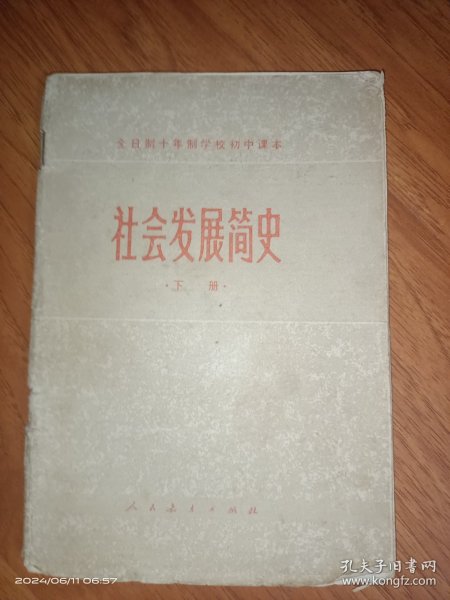 全日制十年制学校初中课本
社会发展简史
·下 册·
人民教育出版社
2024/06/11 06:57
孔夫子旧书网
www.kongfz.com